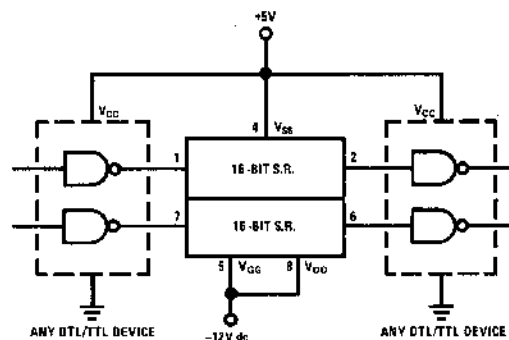 +5V
VCC
4 VSS
VCC
1
16-BIT S.R.
2
7
16-BIT S.R.
6
5 VGG
8 VDD
-12V dc
ANY DTL/TTL DEVICE
ANY DTL/TTL DEVICE